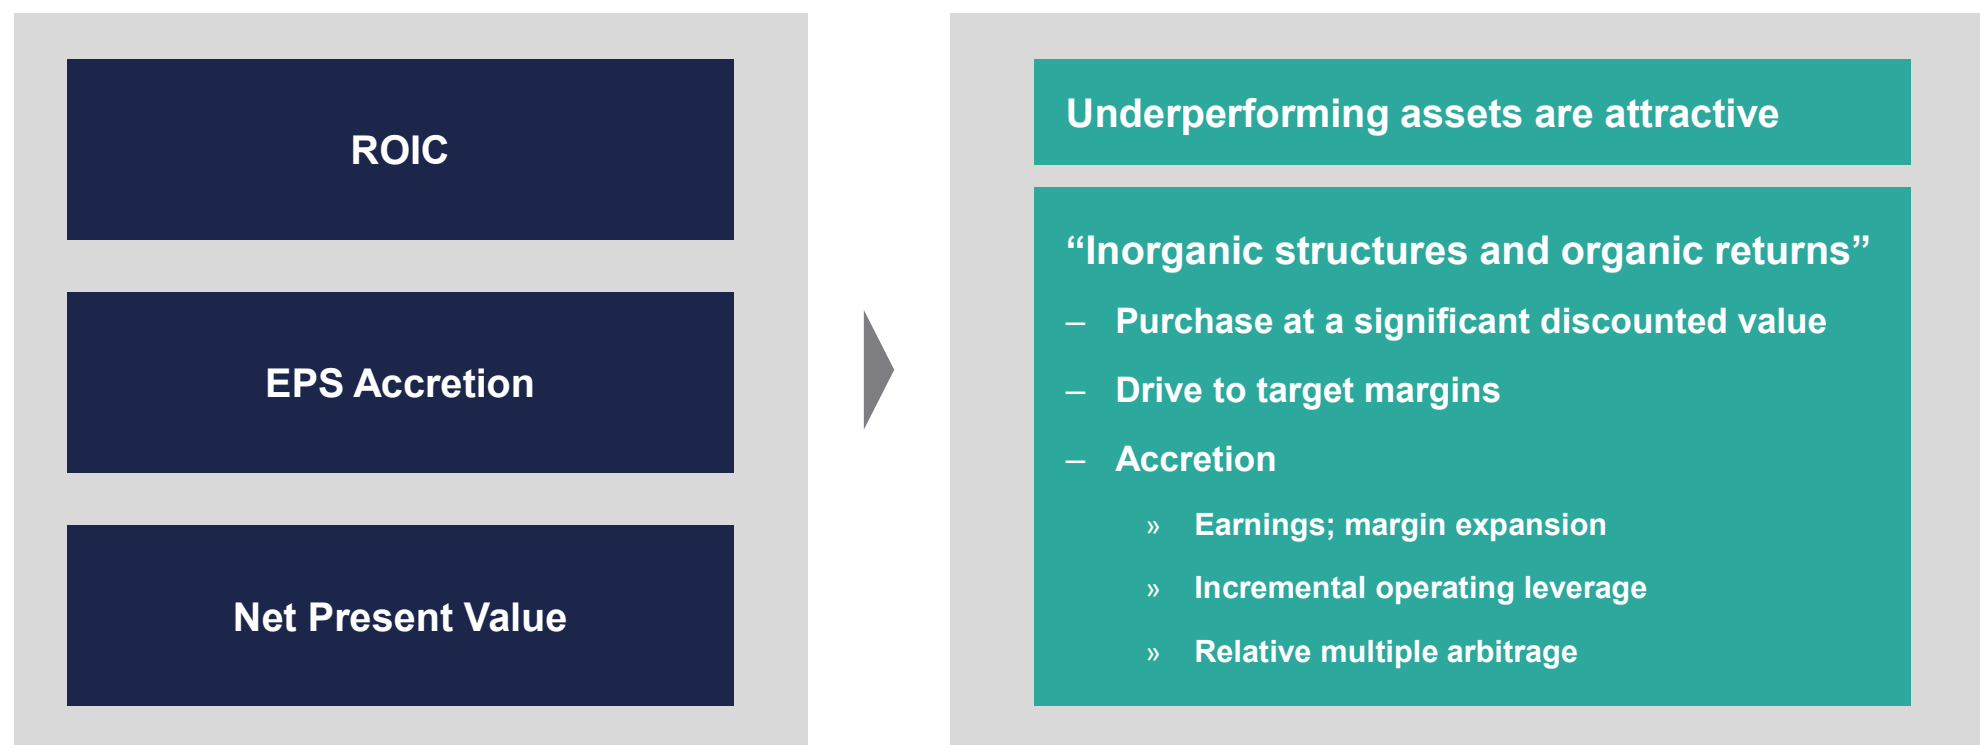 ROIC
EPS Accretion
Net Present Value
Underperforming assets are attractive
“Inorganic structures and organic returns”
– Purchase at a significant discounted value
– Drive to target margins
– Accretion
» Earnings; margin expansion
» Incremental operating leverage
» Relative multiple arbitrage